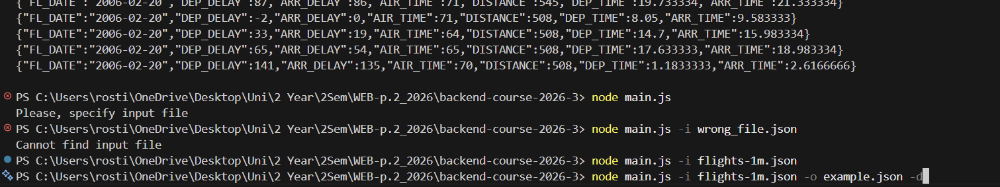 {"FL_DATE":"2006-02-20","DEP_DELAY":87,"ARR_DELAY":86,"AIR_TIME":71,"DISTANCE":545,"DEP_TIME":19.733334,"ARR_TIME":21.333334}
{"FL_DATE":"2006-02-20","DEP_DELAY":-2,"ARR_DELAY":0,"AIR_TIME":71,"DISTANCE":508,"DEP_TIME":8.05,"ARR_TIME":9.583333}
{"FL_DATE":"2006-02-20","DEP_DELAY":33,"ARR_DELAY":19,"AIR_TIME":64,"DISTANCE":508,"DEP_TIME":14.7,"ARR_TIME":15.983334}
{"FL_DATE":"2006-02-20","DEP_DELAY":65,"ARR_DELAY":54,"AIR_TIME":65,"DISTANCE":508,"DEP_TIME":17.633333,"ARR_TIME":18.983334}
{"FL_DATE":"2006-02-20","DEP_DELAY":141,"ARR_DELAY":135,"AIR_TIME":70,"DISTANCE":508,"DEP_TIME":1.1833333,"ARR_TIME":2.6166666}
PS C:\Users\rosti\OneDrive\Desktop\Uni\2 Year\2Sem\WEB-p.2_2026\backend-course-2026-3> node main.js
Please, specify input file
PS C:\Users\rosti\OneDrive\Desktop\Uni\2 Year\2Sem\WEB-p.2_2026\backend-course-2026-3> node main.js -i wrong_file.json
Cannot find input file
PS C:\Users\rosti\OneDrive\Desktop\Uni\2 Year\2Sem\WEB-p.2_2026\backend-course-2026-3> node main.js -i flights-1m.json
PS C:\Users\rosti\OneDrive\Desktop\Uni\2 Year\2Sem\WEB-p.2_2026\backend-course-2026-3> node main.js -i flights-1m.json -o example.json -d